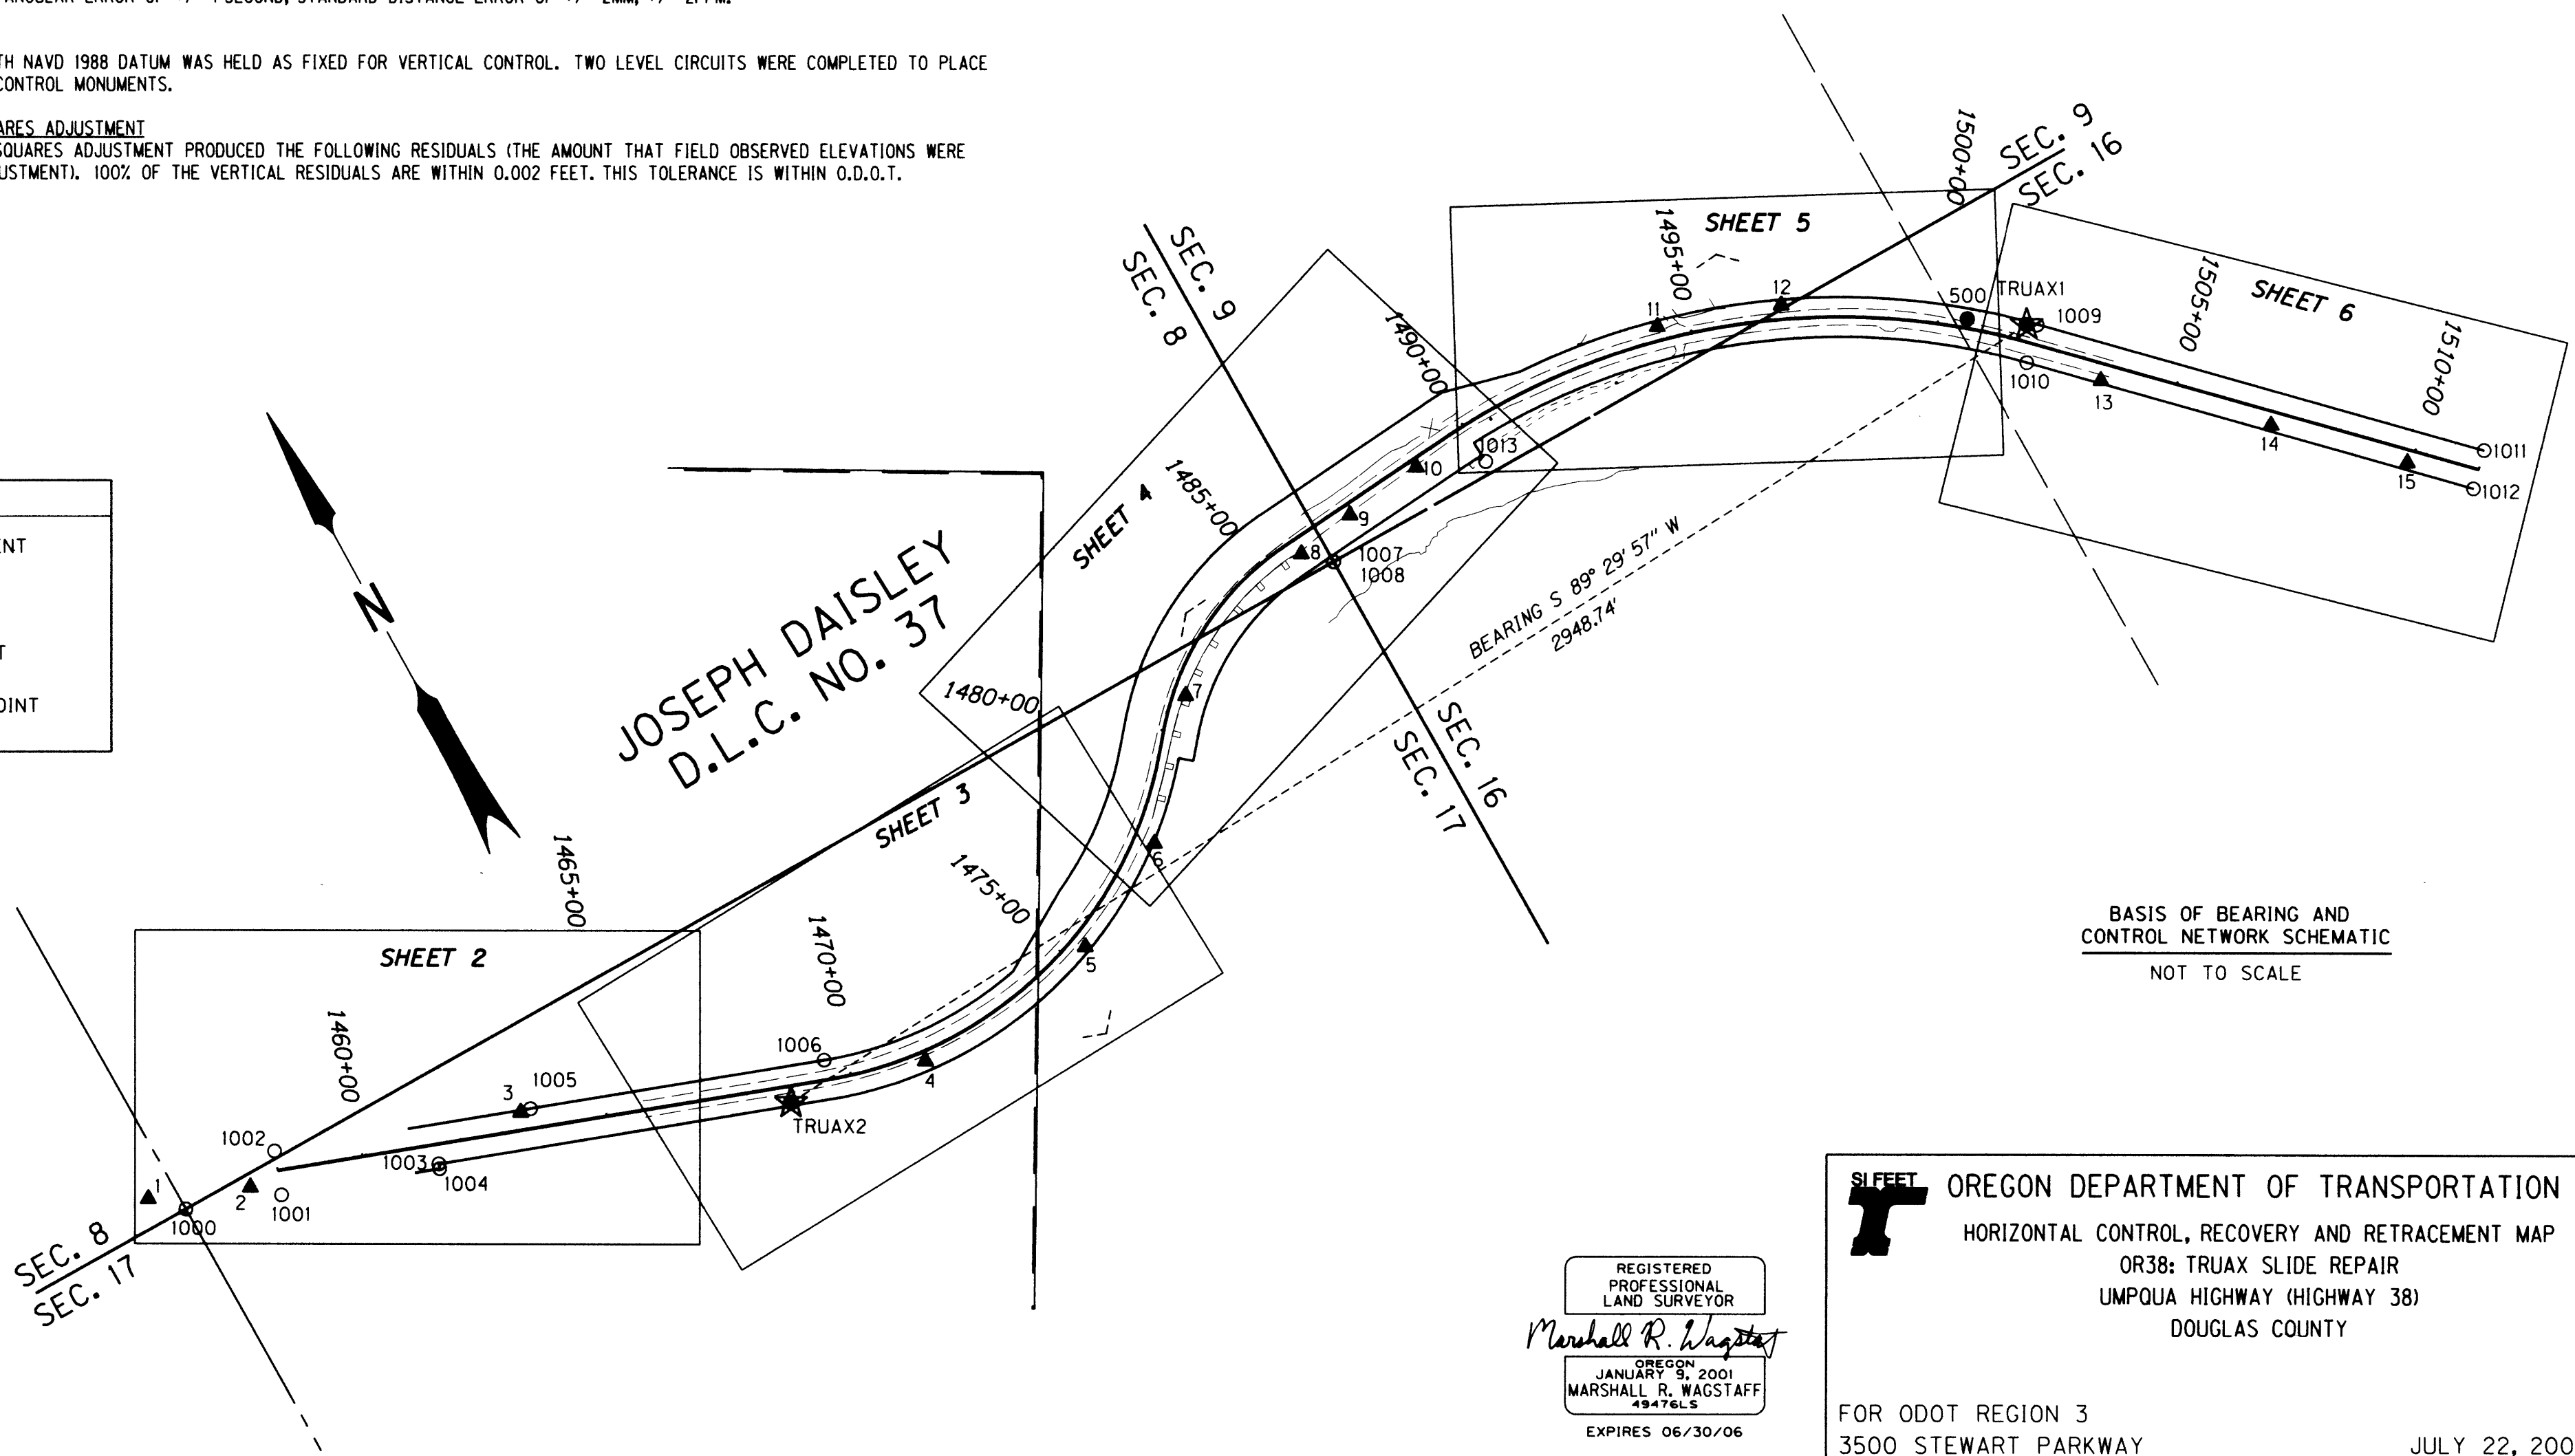 TH NAVD 1988 DATUM WAS HELD AS FIXED FOR VERTICAL CONTROL. TWO LEVEL CIRCUITS WERE COMPLETED TO PLACE
CONTROL MONUMENTS.
ARES ADJUSTMENT
SQUARES ADJUSTMENT PRODUCED THE FOLLOWING RESIDUALS (THE AMOUNT THAT FIELD OBSERVED ELEVATIONS WERE
USTMENT). 100% OF THE VERTICAL RESIDUALS ARE WITHIN 0.002 FEET. THIS TOLERANCE IS WITHIN O.D.O.T.
ENT
T
OINT
N
JOSEPH DAISLEY
D.L.C. NO. 37
SEC. 9
SEC. 8
SEC. 9
SEC. 16
SEC. 16
SEC. 17
SEC. 8
SEC. 17
SHEET 2
SHEET 3
SHEET 4
SHEET 5
SHEET 6
1460+00
1465+00
1470+00
1475+00
1480+00
1485+00
1490+00
1495+00
1500+00
1505+00
1510+00
1
2
3
4
5
6
7
8
9
10
11
12
13
14
15
500
TRUAX1
TRUAX2
1000
1001
1002
1003
1004
1005
1006
1007
1008
1009
1010
1011
1012
1013
BEARING S 89° 29' 57" W
2948.74'
BASIS OF BEARING AND
CONTROL NETWORK SCHEMATIC
NOT TO SCALE
REGISTERED
PROFESSIONAL
LAND SURVEYOR
Marshall R. Wagstaff
OREGON
JANUARY 9, 2001
MARSHALL R. WAGSTAFF
49476LS
EXPIRES 06/30/06
SI FEET
OREGON DEPARTMENT OF TRANSPORTATION
HORIZONTAL CONTROL, RECOVERY AND RETRACEMENT MAP
OR38: TRUAX SLIDE REPAIR
UMPQUA HIGHWAY (HIGHWAY 38)
DOUGLAS COUNTY
FOR ODOT REGION 3
3500 STEWART PARKWAY
JULY 22, 200